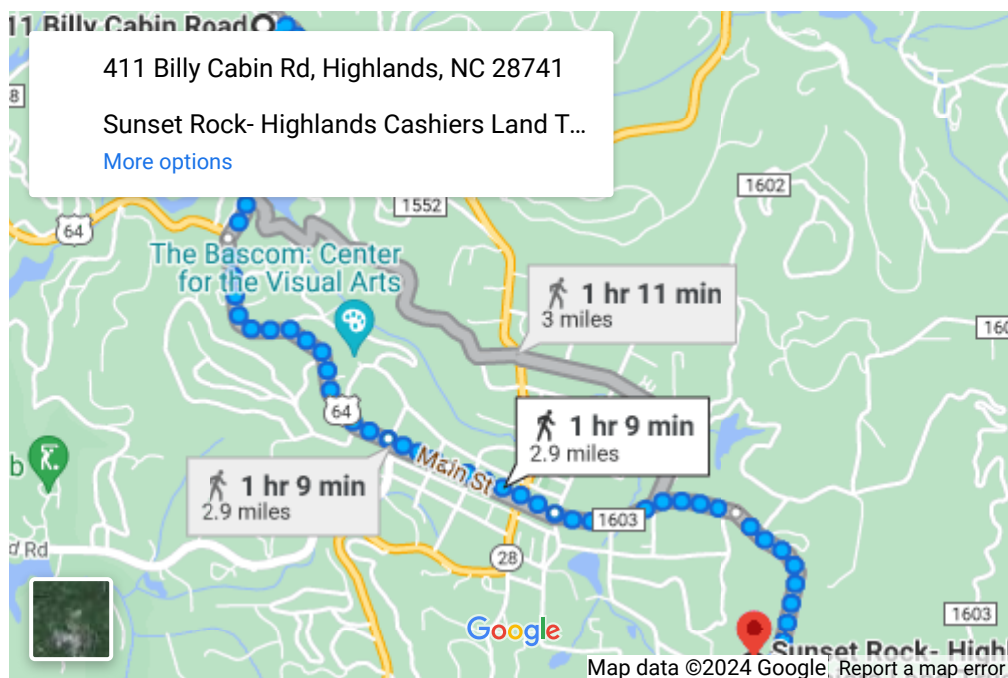 11 Billy Cabin Road
411 Billy Cabin Rd, Highlands, NC 28741
Sunset Rock- Highlands Cashiers Land T...
More options
8
1602
1552
64
The Bascom: Center
for the Visual Arts
1 hr 11 min
3 miles
160
64
1 hr 9 min
2.9 miles
Main St
b
1 hr 9 min
2.9 miles
1603
d Rd
28
1603
Google
Sunset Rock- High
Map data ©2024 Google
Report a map error